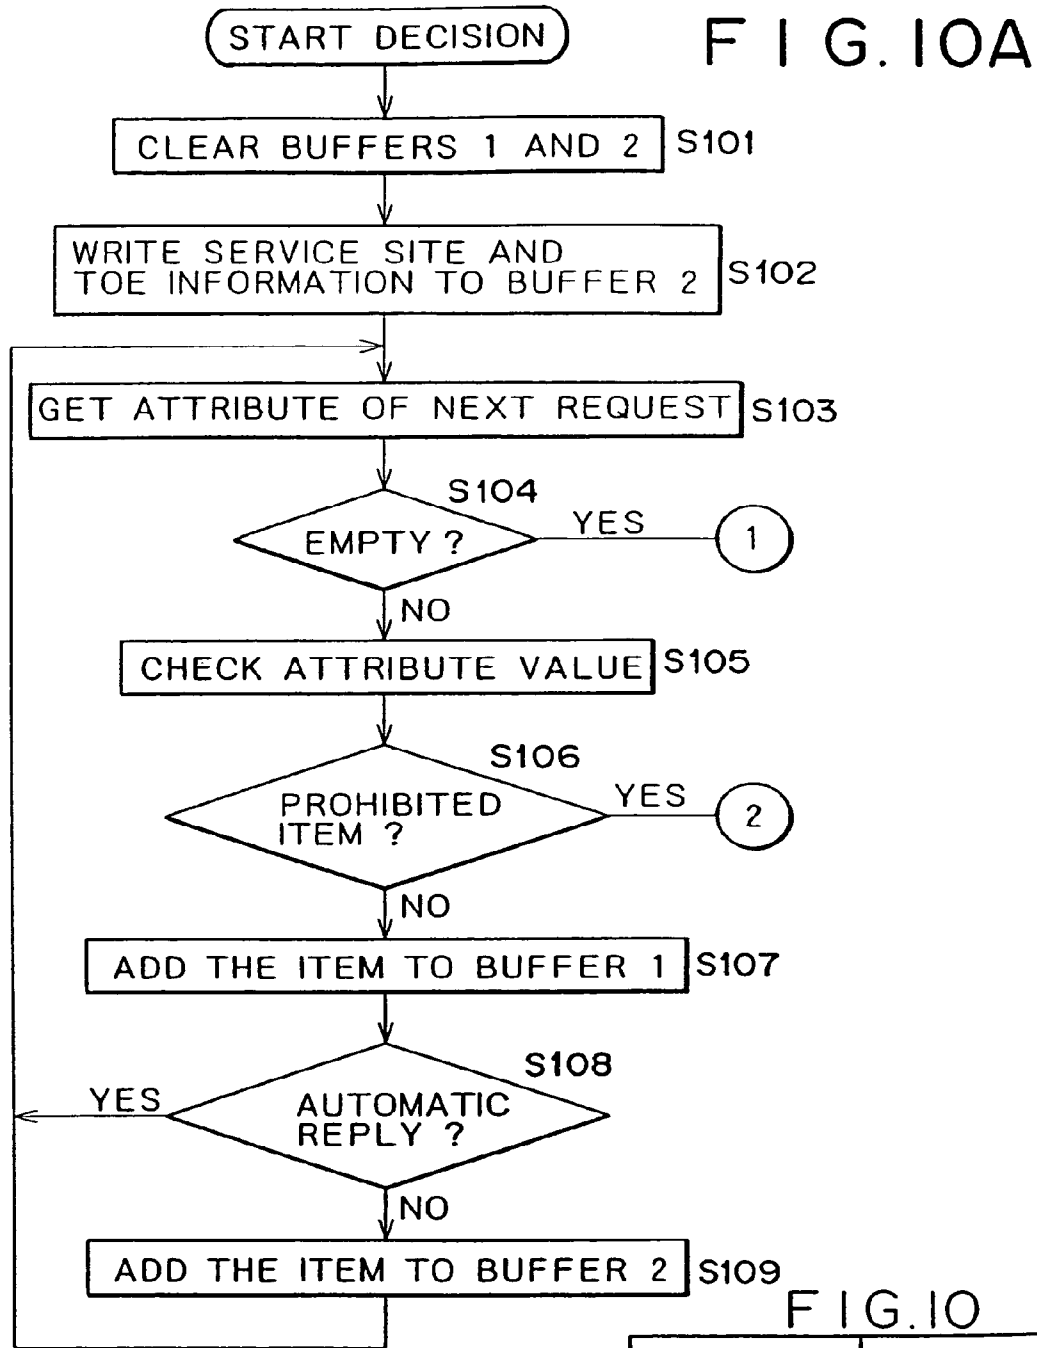 START DECISION
FIG.10A
CLEAR BUFFERS 1 AND 2
S101
WRITE SERVICE SITE AND
TOE INFORMATION TO BUFFER 2
S102
GET ATTRIBUTE OF NEXT REQUEST
S103
S104
EMPTY ?
YES
1
NO
CHECK ATTRIBUTE VALUE
S105
S106
PROHIBITED
ITEM ?
YES
2
NO
ADD THE ITEM TO BUFFER 1
S107
S108
YES
AUTOMATIC
REPLY ?
NO
ADD THE ITEM TO BUFFER 2
S109
FIG.10